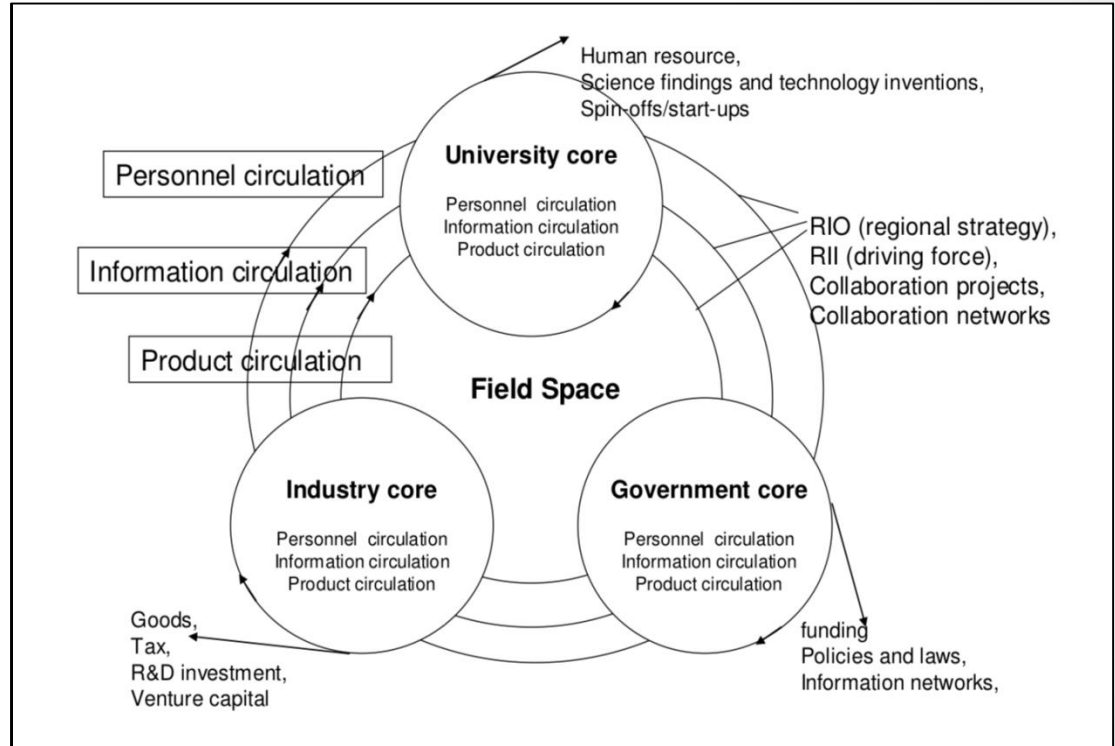 Human resource,
Science findings and technology inventions,
Spin-offs/start-ups
University core
Personnel circulation
Information circulation
Product circulation
Personnel circulation
Information circulation
Product circulation
RIO (regional strategy),
RII (driving force),
Collaboration projects,
Collaboration networks
Field Space
Industry core
Personnel circulation
Information circulation
Product circulation
Government core
Personnel circulation
Information circulation
Product circulation
Goods,
Tax,
R&D investment,
Venture capital
funding
Policies and laws,
Information networks,